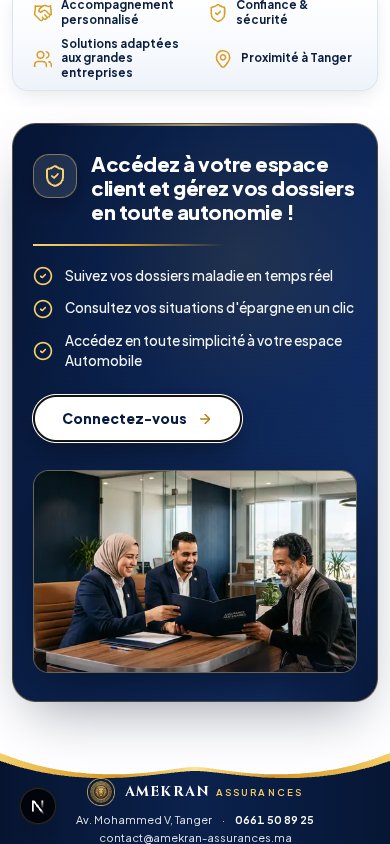 Accompagnement
personnalisé
Confiance &
sécurité
Solutions adaptées
aux grandes
entreprises
Proximité à Tanger
Accédez à votre espace
client et gérez vos dossiers
en toute autonomie !
Suivez vos dossiers maladie en temps réel
Consultez vos situations d'épargne en un clic
Accédez en toute simplicité à votre espace
Automobile
Connectez-vous →
N
AMEKRAN ASSURANCES
Av. Mohammed V, Tanger · 0661 50 89 25
contact@amekran-assurances.ma